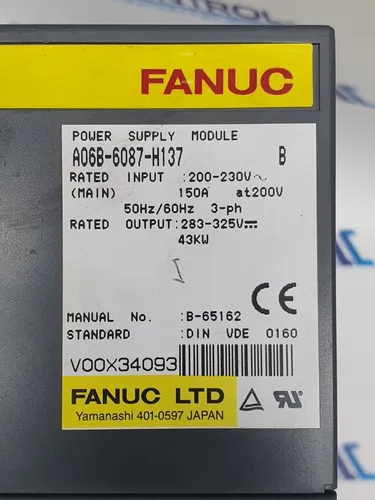 FANUC
POWER SUPPLY MODULE
A06B-6087-H137 B
RATED INPUT :200-230V~
(MAIN) 150A at200V
50Hz/60Hz 3-ph
RATED OUTPUT:283-325V⎓
43KW
MANUAL No. :B-65162
STANDARD :DIN VDE 0160
V00X34093
CE
FANUC LTD
Yamanashi 401-0597 JAPAN